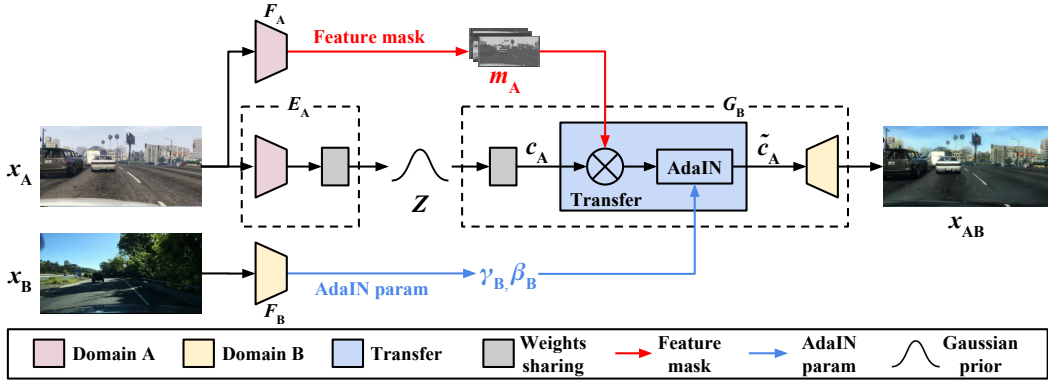 F_A
Feature mask
m_A
E_A
G_B
x_A
Z
c_A
Transfer
AdaIN
c̃_A
x_AB
x_B
F_B
AdaIN param
γ_B, β_B
Domain A
Domain B
Transfer
Weights
sharing
Feature
mask
AdaIN
param
Gaussian
prior